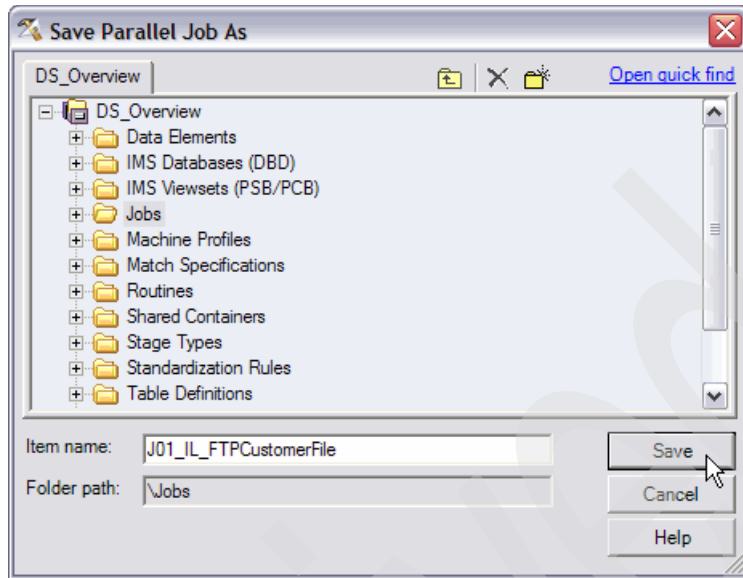 Save Parallel Job As
DS_Overview
Open quick find
DS_Overview
Data Elements
IMS Databases (DBD)
IMS Viewsets (PSB/PCB)
Jobs
Machine Profiles
Match Specifications
Routines
Shared Containers
Stage Types
Standardization Rules
Table Definitions
Item name: J01_IL_FTPCustomerFile
Save
Folder path: \Jobs
Cancel
Help